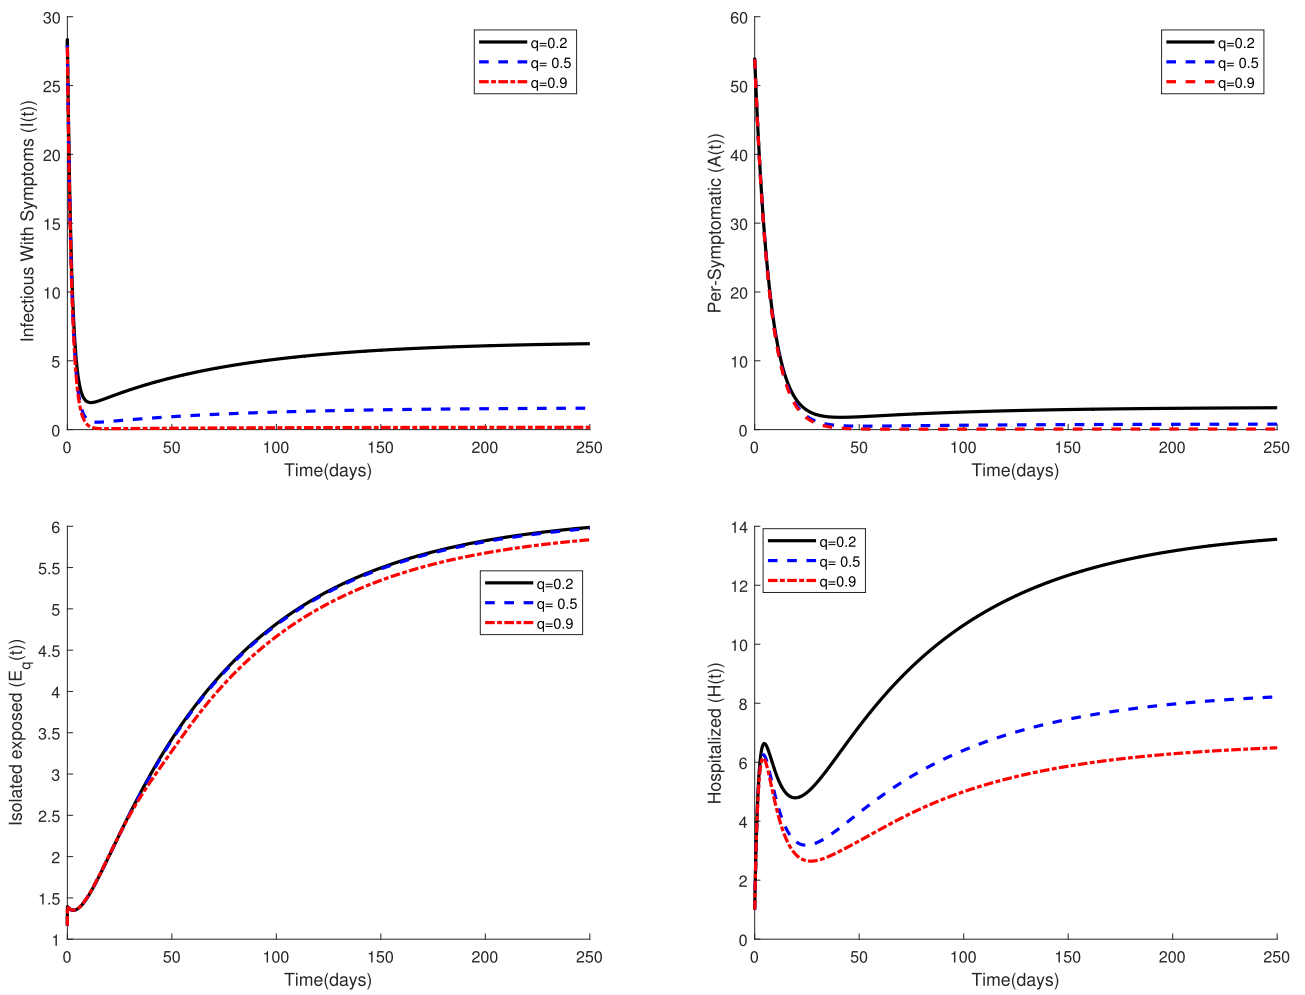 30
25
20
15
10
5
0
0 50 100 150 200 250
Time(days)
Infectious With Symptoms (I(t))
q=0.2
q= 0.5
q=0.9
60
50
40
30
20
10
0
0 50 100 150 200 250
Time(days)
Per-Symptomatic (A(t))
q=0.2
q= 0.5
q=0.9
6
5.5
5
4.5
4
3.5
3
2.5
2
1.5
1
0 50 100 150 200 250
Time(days)
Isolated exposed (E_q(t))
q=0.2
q= 0.5
q=0.9
14
12
10
8
6
4
2
0
0 50 100 150 200 250
Time(days)
Hospitalized (H(t))
q=0.2
q= 0.5
q=0.9